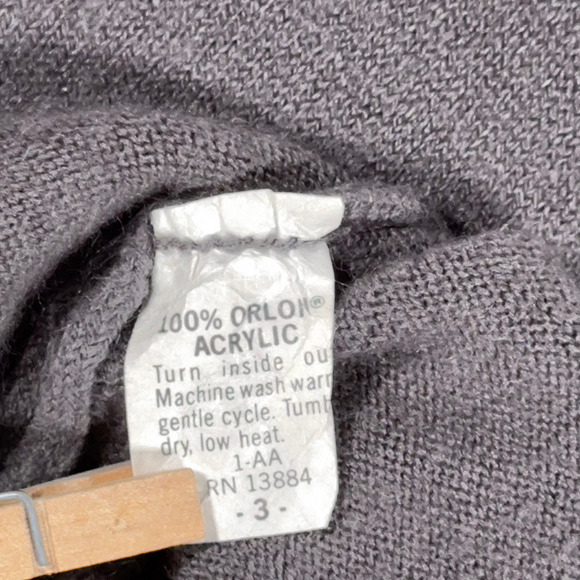 100% ORLON®
ACRYLIC
Turn inside ou
Machine wash warm
gentle cycle. Tumb
dry, low heat.
1-AA
RN 13884
- 3 -